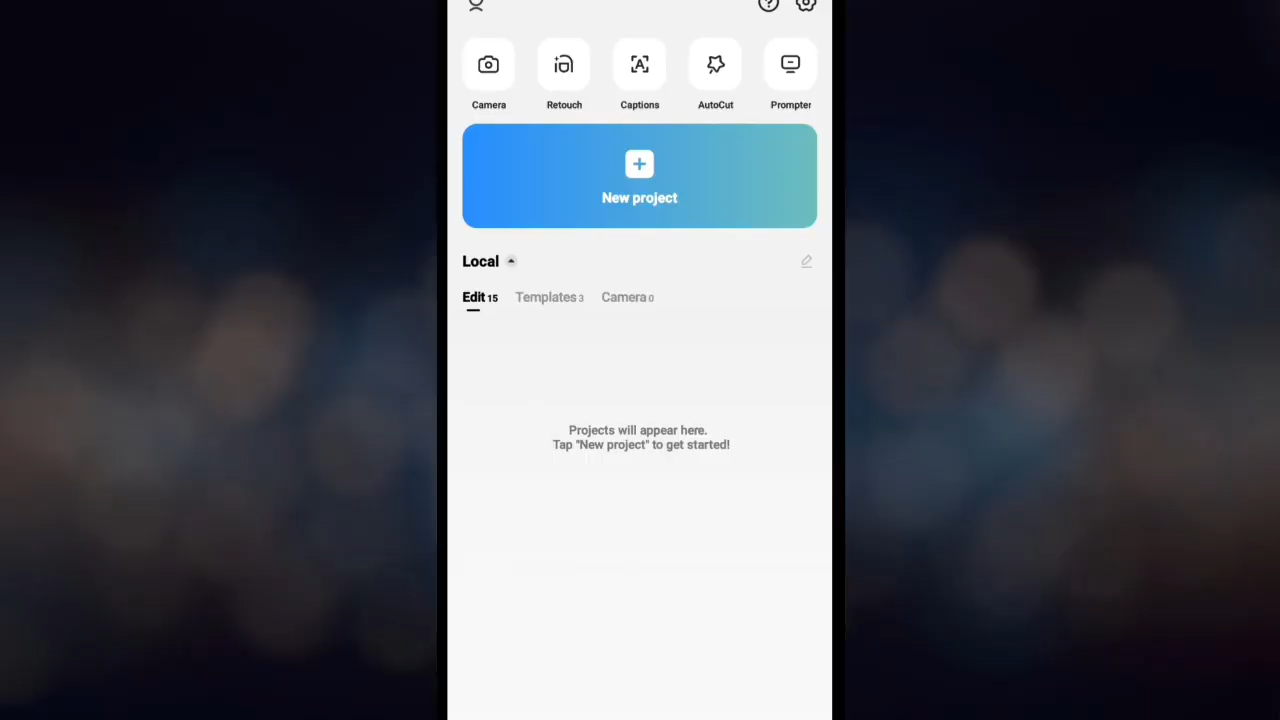 Camera Retouch Captions AutoCut Prompter
New project
Local
Edit 15 Templates 3 Camera 0
Projects will appear here.
Tap "New project" to get started!